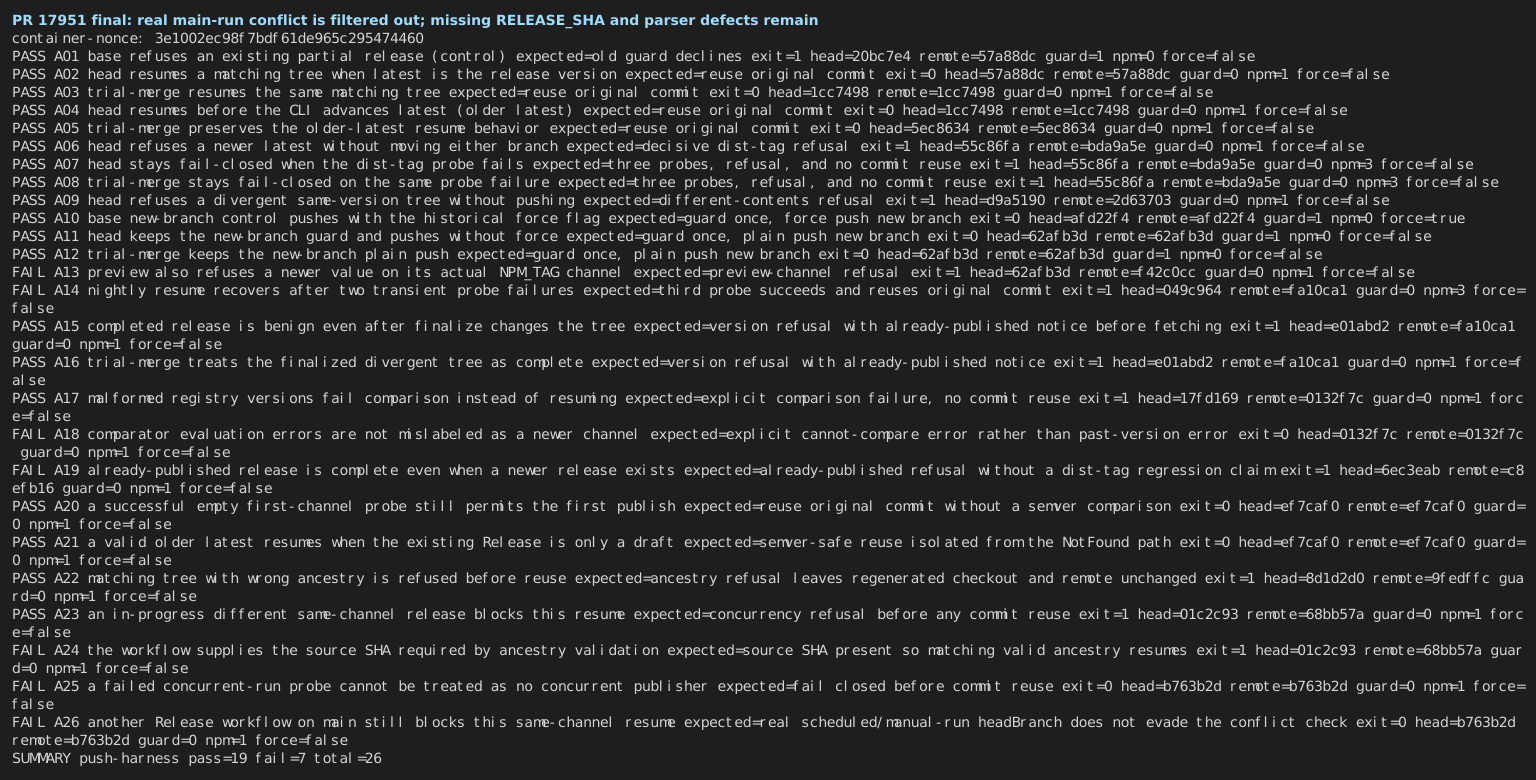 PR 17951 final: real main-run conflict is filtered out; missing RELEASE_SHA and parser defects remain
container-nonce: 3e1002ec98f7bdf61de965c295474460
PASS A01 base refuses an existing partial release (control) expected=old guard declines exit=1 head=20bc7e4 remote=57a88dc guard=1 npm=0 force=false
PASS A02 head resumes a matching tree when latest is the release version expected=reuse original commit exit=0 head=57a88dc remote=57a88dc guard=0 npm=1 force=false
PASS A03 trial-merge resumes the same matching tree expected=reuse original commit exit=0 head=1cc7498 remote=1cc7498 guard=0 npm=1 force=false
PASS A04 head resumes before the CLI advances latest (older latest) expected=reuse original commit exit=0 head=1cc7498 remote=1cc7498 guard=0 npm=1 force=false
PASS A05 trial-merge preserves the older-latest resume behavior expected=reuse original commit exit=0 head=5ec8634 remote=5ec8634 guard=0 npm=1 force=false
PASS A06 head refuses a newer latest without moving either branch expected=decisive dist-tag refusal exit=1 head=55c86fa remote=bda9a5e guard=0 npm=1 force=false
PASS A07 head stays fail-closed when the dist-tag probe fails expected=three probes, refusal, and no commit reuse exit=1 head=55c86fa remote=bda9a5e guard=0 npm=3 force=false
PASS A08 trial-merge stays fail-closed on the same probe failure expected=three probes, refusal, and no commit reuse exit=1 head=55c86fa remote=bda9a5e guard=0 npm=3 force=false
PASS A09 head refuses a divergent same-version tree without pushing expected=different-contents refusal exit=1 head=d9a5190 remote=2d63703 guard=0 npm=1 force=false
PASS A10 base new-branch control pushes with the historical force flag expected=guard once, force push new branch exit=0 head=afd22f4 remote=afd22f4 guard=1 npm=0 force=true
PASS A11 head keeps the new-branch guard and pushes without force expected=guard once, plain push new branch exit=0 head=62afb3d remote=62afb3d guard=1 npm=0 force=false
PASS A12 trial-merge keeps the new-branch plain push expected=guard once, plain push new branch exit=0 head=62afb3d remote=62afb3d guard=1 npm=0 force=false
FAIL A13 preview also refuses a newer value on its actual NPM_TAG channel expected=preview-channel refusal exit=1 head=62afb3d remote=f42c0cc guard=0 npm=1 force=false
FAIL A14 nightly resume recovers after two transient probe failures expected=third probe succeeds and reuses original commit exit=1 head=049c964 remote=fa10ca1 guard=0 npm=3 force=
false
PASS A15 completed release is benign even after finalize changes the tree expected=version refusal with already-published notice before fetching exit=1 head=e01abd2 remote=fa10ca1
guard=0 npm=1 force=false
PASS A16 trial-merge treats the finalized divergent tree as complete expected=version refusal with already-published notice exit=1 head=e01abd2 remote=fa10ca1 guard=0 npm=1 force=f
alse
PASS A17 malformed registry versions fail comparison instead of resuming expected=explicit comparison failure, no commit reuse exit=1 head=17fd169 remote=0132f7c guard=0 npm=1 forc
e=false
FAIL A18 comparator evaluation errors are not mislabeled as a newer channel expected=explicit cannot-compare error rather than past-version error exit=0 head=0132f7c remote=0132f7c
guard=0 npm=1 force=false
FAIL A19 already-published release is complete even when a newer release exists expected=already-published refusal without a dist-tag regression claim exit=1 head=6ec3eab remote=c8
efb16 guard=0 npm=1 force=false
PASS A20 a successful empty first-channel probe still permits the first publish expected=reuse original commit without a semver comparison exit=0 head=ef7caf0 remote=ef7caf0 guard=
0 npm=1 force=false
PASS A21 a valid older latest resumes when the existing Release is only a draft expected=semver-safe reuse isolated from the NotFound path exit=0 head=ef7caf0 remote=ef7caf0 guard=
0 npm=1 force=false
PASS A22 matching tree with wrong ancestry is refused before reuse expected=ancestry refusal leaves regenerated checkout and remote unchanged exit=1 head=8d1d2d0 remote=9fedffc gua
rd=0 npm=1 force=false
PASS A23 an in-progress different same-channel release blocks this resume expected=concurrency refusal before any commit reuse exit=1 head=01c2c93 remote=68bb57a guard=0 npm=1 forc
e=false
FAIL A24 the workflow supplies the source SHA required by ancestry validation expected=source SHA present so matching valid ancestry resumes exit=1 head=01c2c93 remote=68bb57a guar
d=0 npm=1 force=false
FAIL A25 a failed concurrent-run probe cannot be treated as no concurrent publisher expected=fail closed before commit reuse exit=0 head=b763b2d remote=b763b2d guard=0 npm=1 force=
false
FAIL A26 another Release workflow on main still blocks this same-channel resume expected=real scheduled/manual-run headBranch does not evade the conflict check exit=0 head=b763b2d
remote=b763b2d guard=0 npm=1 force=false
SUMMARY push-harness pass=19 fail=7 total=26